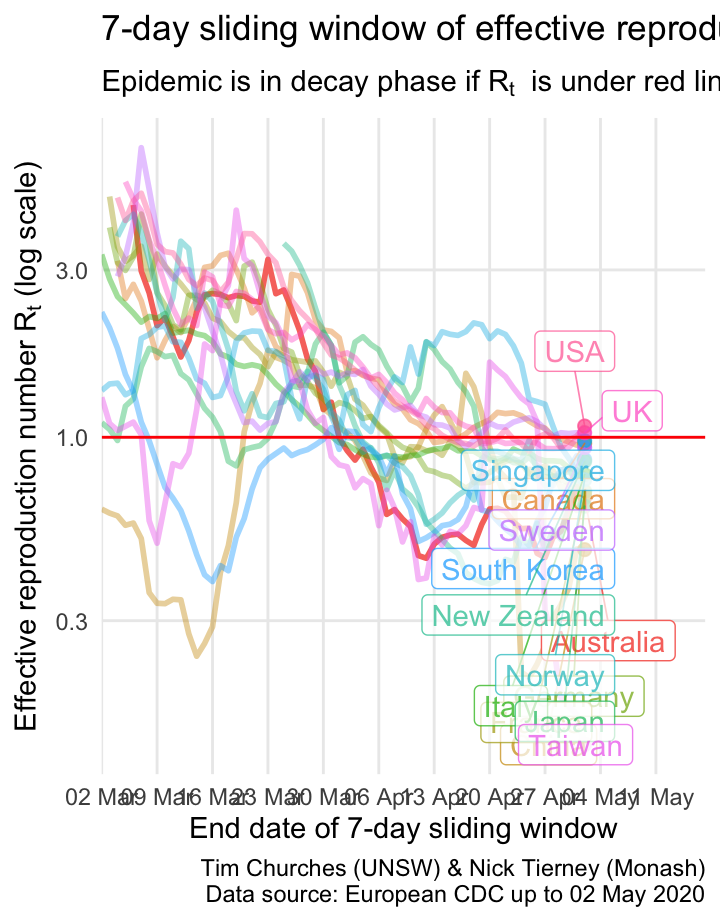 7-day sliding window of effective reprodu
Epidemic is in decay phase if Rt is under red lin
Effective reproduction number Rt (log scale)
3.0
1.0
0.3
USA
UK
Singapore
Canada
Sweden
South Korea
New Zealand
Australia
Norway
Germany
Italy
Japan
Taiwan
02 Mar 09 Mar 16 Mar 23 Mar 30 Mar 06 Apr 13 Apr 20 Apr 27 Apr 04 May 11 May
End date of 7-day sliding window
Tim Churches (UNSW) & Nick Tierney (Monash)
Data source: European CDC up to 02 May 2020